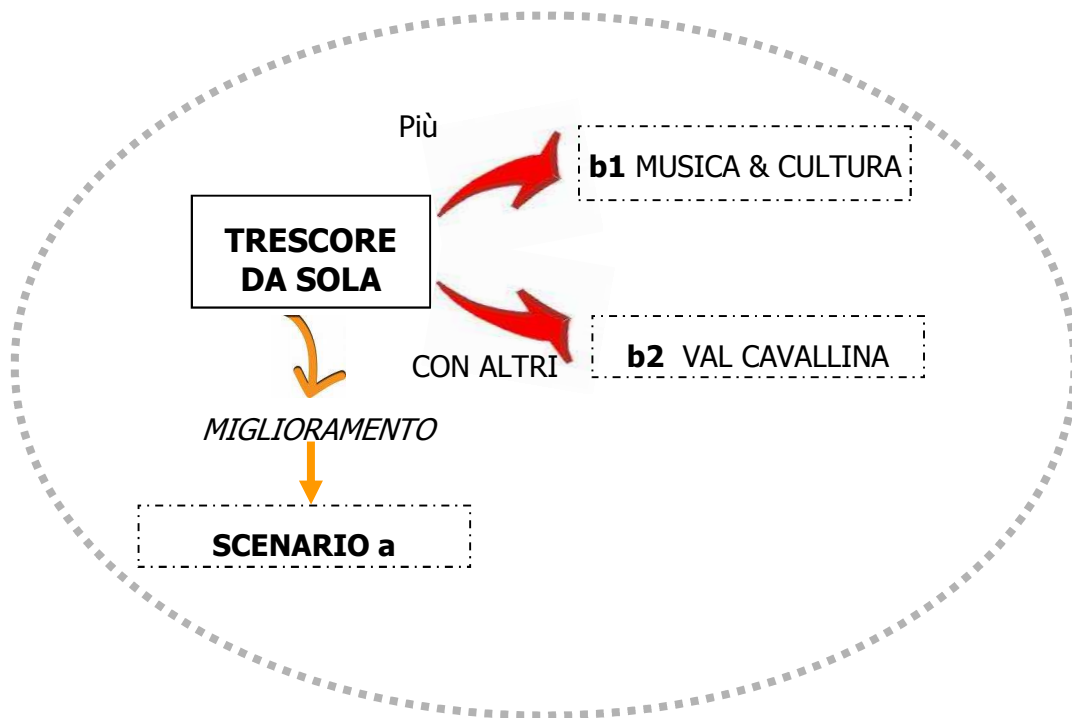 Più
b1 MUSICA & CULTURA
TRESCORE
DA SOLA
CON ALTRI
b2 VAL CAVALLINA
MIGLIORAMENTO
SCENARIO a